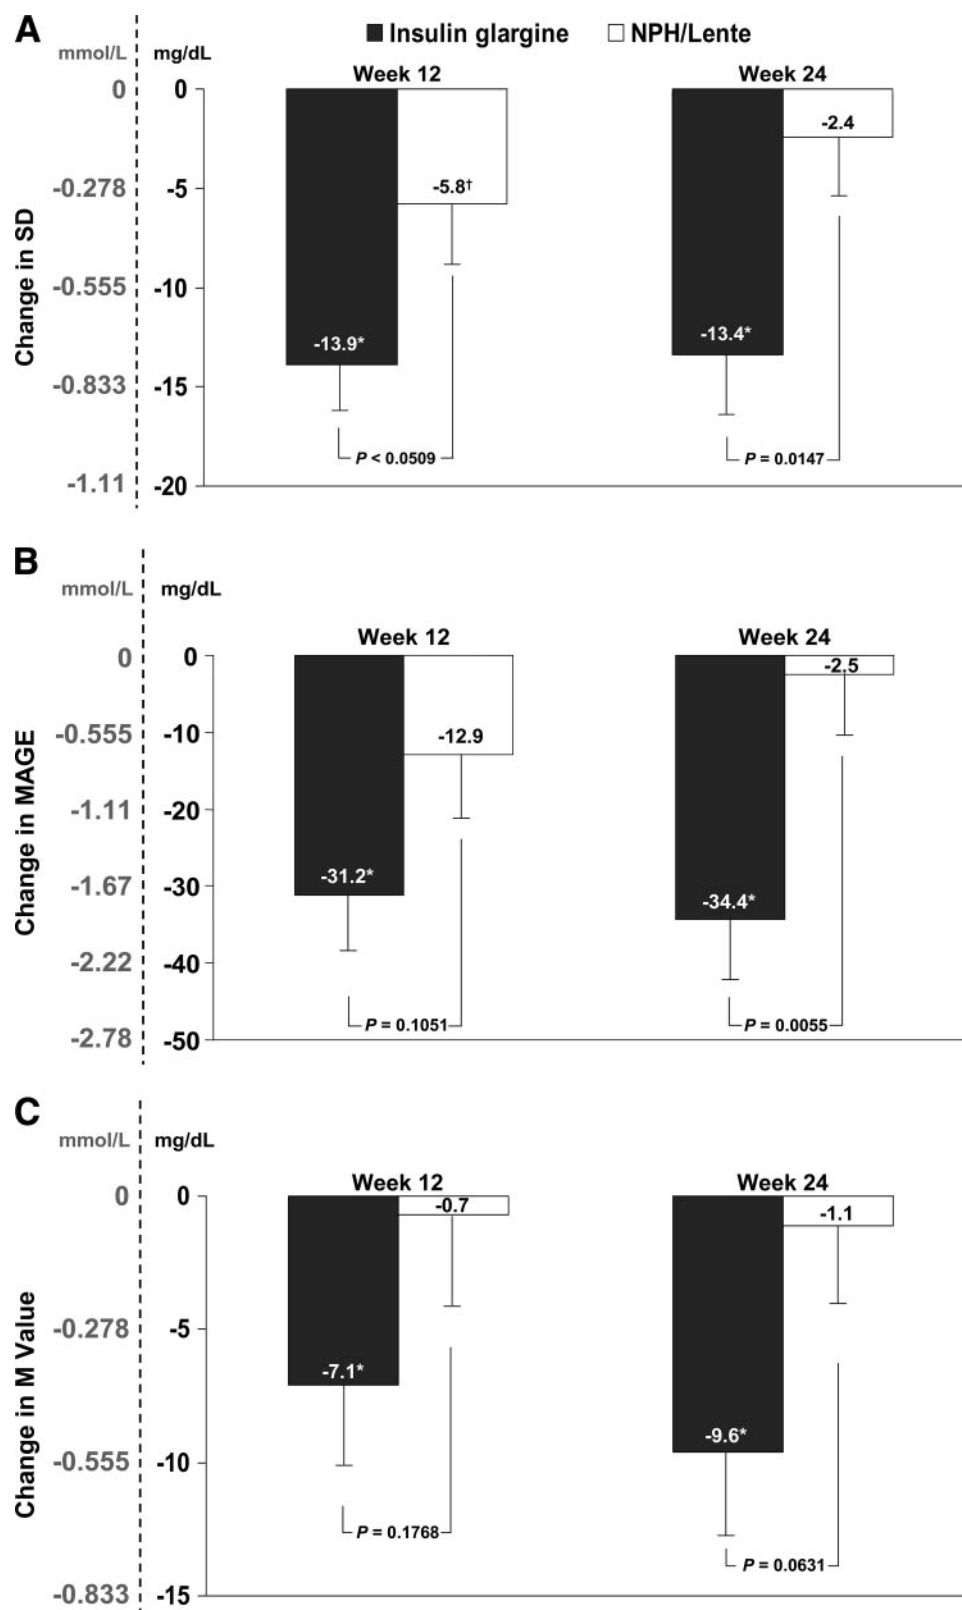 A
Insulin glargine NPH/Lente
mmol/L mg/dL
Week 12 Week 24
0 0
-2.4
-0.278 -5
-5.8†
Change in SD
-0.555 -10
-13.9* -13.4*
-0.833 -15
P < 0.0509 P = 0.0147
-1.11 -20
B
mmol/L mg/dL
Week 12 Week 24
0 0
-2.5
-0.555 -10
-12.9
-1.11 -20
Change in MAGE
-1.67 -30
-31.2* -34.4*
-2.22 -40
P = 0.1051 P = 0.0055
-2.78 -50
C
mmol/L mg/dL
Week 12 Week 24
0 0
-0.7 -1.1
-0.278 -5
Change in M Value
-7.1*
-9.6*
-0.555 -10
P = 0.1768 P = 0.0631
-0.833 -15